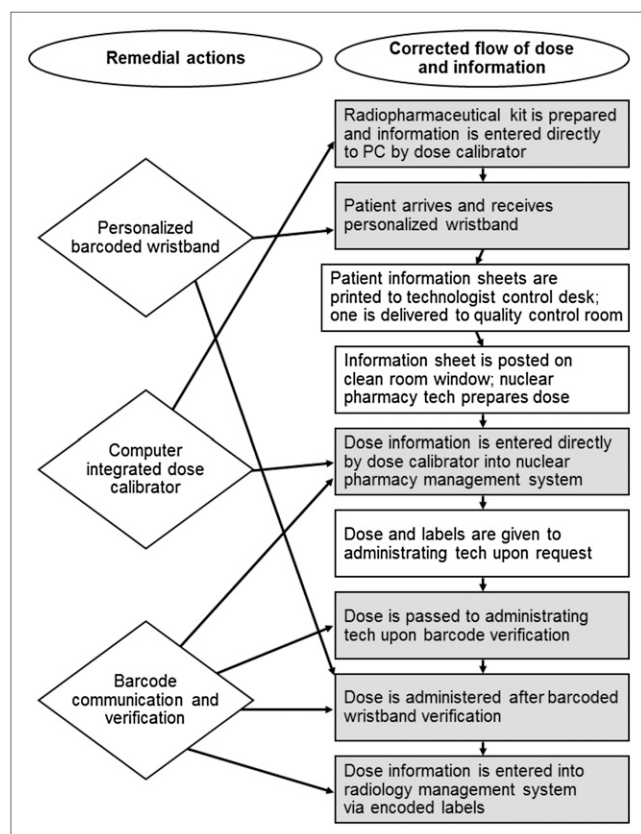 Remedial actions
Corrected flow of dose
and information
Radiopharmaceutical kit is prepared
and information is entered directly
to PC by dose calibrator
Personalized
barcoded wristband
Patient arrives and receives
personalized wristband
Patient information sheets are
printed to technologist control desk;
one is delivered to quality control room
Information sheet is posted on
clean room window; nuclear
pharmacy tech prepares dose
Computer
integrated dose
calibrator
Dose information is entered directly
by dose calibrator into nuclear
pharmacy management system
Dose and labels are given to
administrating tech upon request
Dose is passed to administrating
tech upon barcode verification
Barcode
communication and
verification
Dose is administered after barcoded
wristband verification
Dose information is entered into
radiology management system
via encoded labels